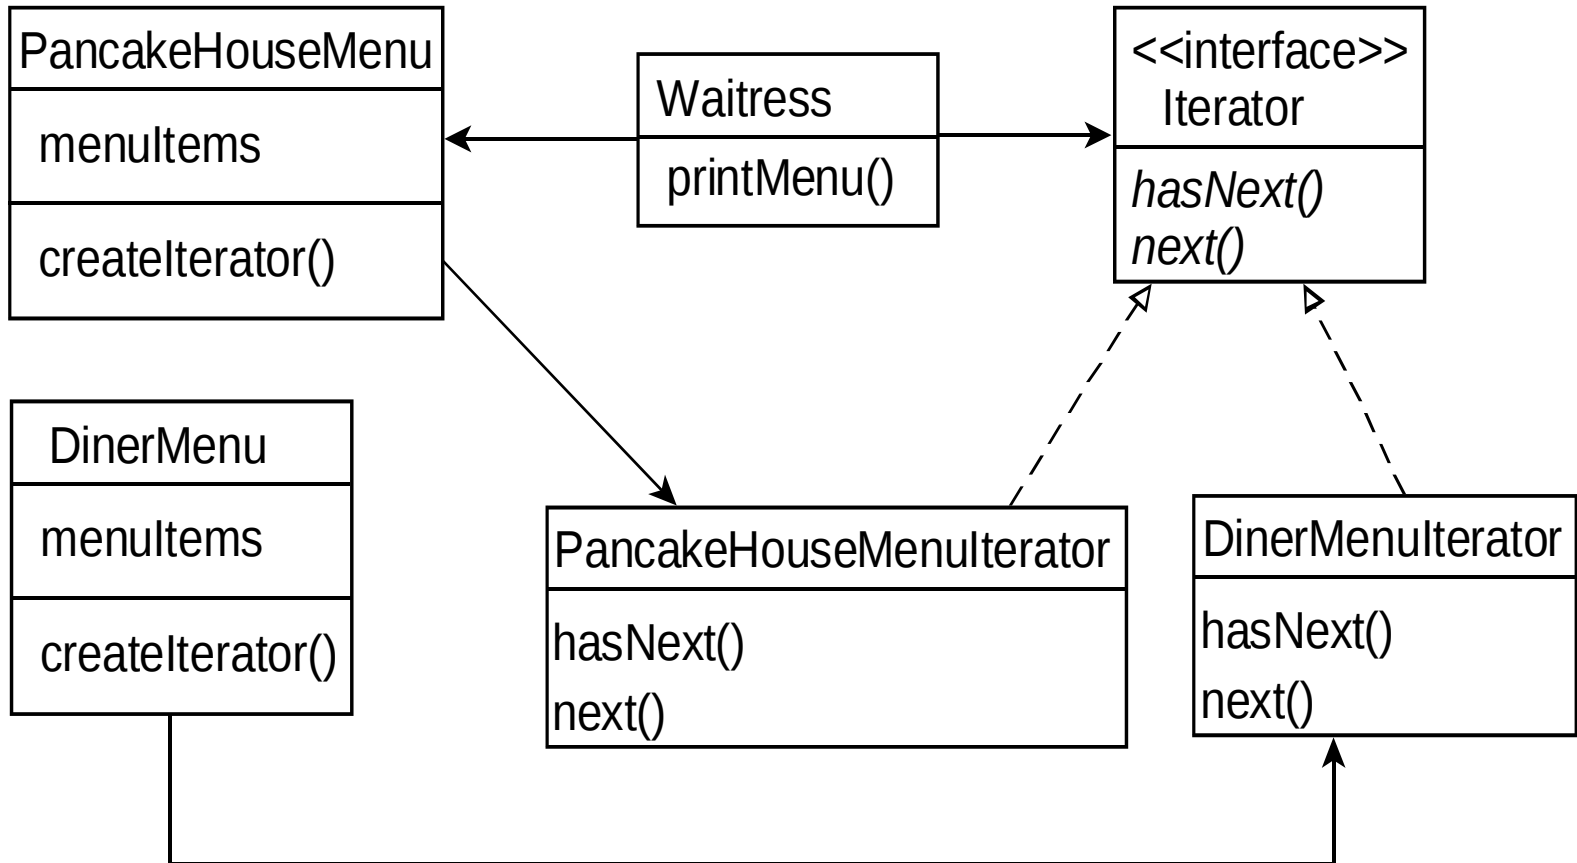 PancakeHouseMenu
menuItems
createIterator()
Waitress
printMenu()
<<interface>>
Iterator
hasNext()
next()
DinerMenu
menuItems
createIterator()
PancakeHouseMenuIterator
hasNext()
next()
DinerMenuIterator
hasNext()
next()